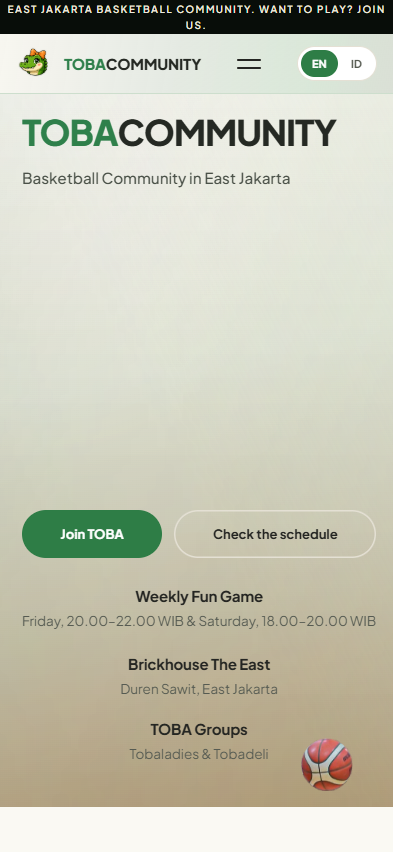 EAST JAKARTA BASKETBALL COMMUNITY. WANT TO PLAY? JOIN
US.
TOBACOMMUNITY
EN
ID
TOBACOMMUNITY
Basketball Community in East Jakarta
Join TOBA
Check the schedule
Weekly Fun Game
Friday, 20.00–22.00 WIB & Saturday, 18.00–20.00 WIB
Brickhouse The East
Duren Sawit, East Jakarta
TOBA Groups
Tobaladies & Tobadeli